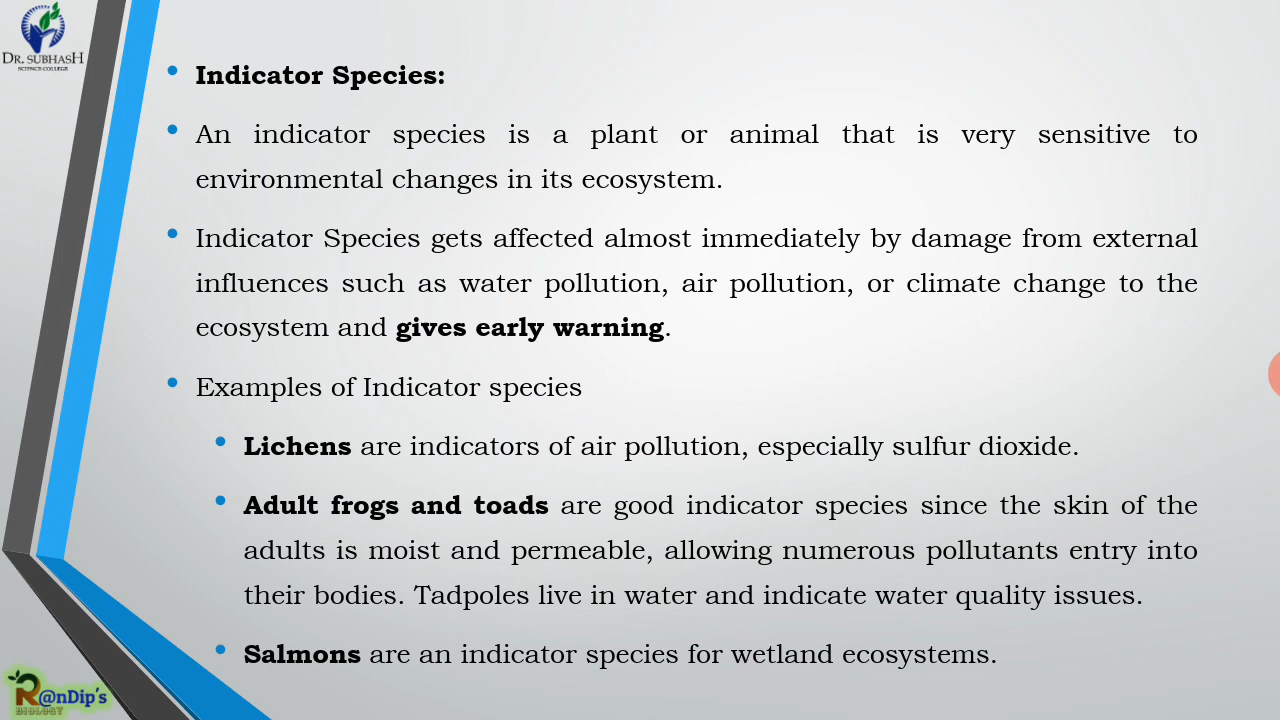 DR. SUBHASH
SCIENCE COLLEGE
Indicator Species:
An indicator species is a plant or animal that is very sensitive to
environmental changes in its ecosystem.
Indicator Species gets affected almost immediately by damage from external
influences such as water pollution, air pollution, or climate change to the
ecosystem and gives early warning.
Examples of Indicator species
Lichens are indicators of air pollution, especially sulfur dioxide.
Adult frogs and toads are good indicator species since the skin of the
adults is moist and permeable, allowing numerous pollutants entry into
their bodies. Tadpoles live in water and indicate water quality issues.
Salmons are an indicator species for wetland ecosystems.
R@nDip's
BIOLOGY